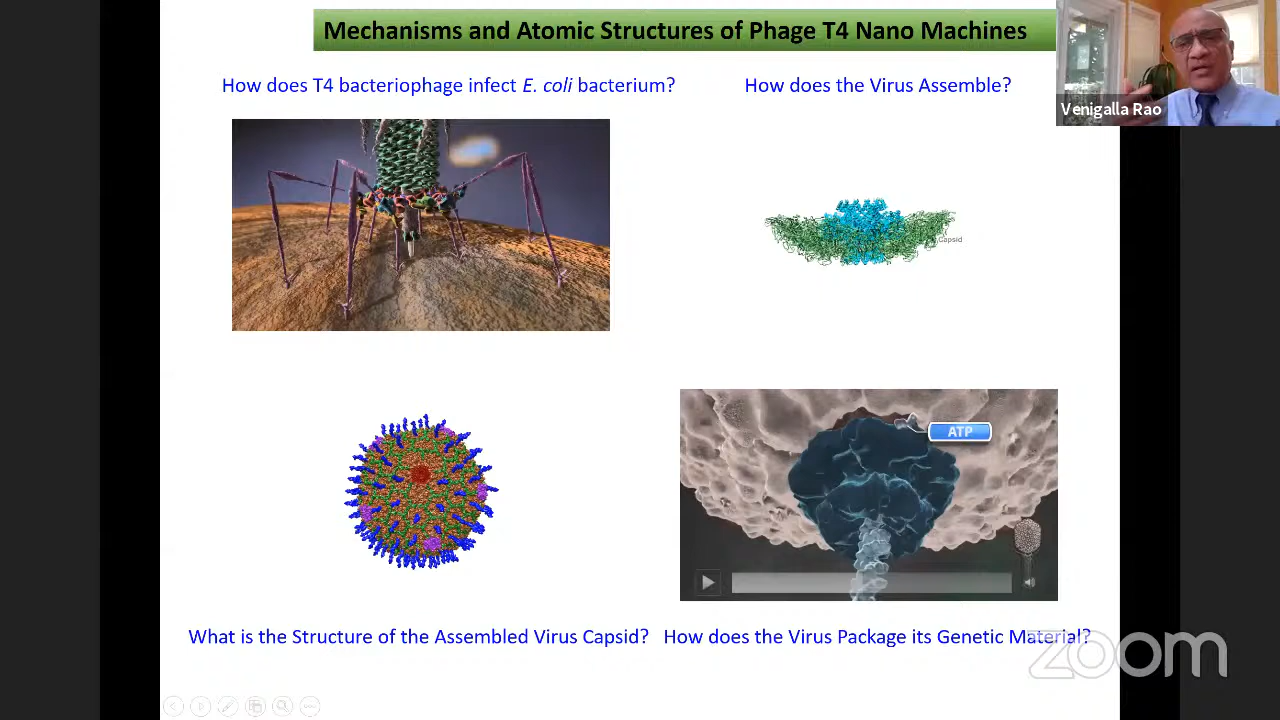 Mechanisms and Atomic Structures of Phage T4 Nano Machines
How does T4 bacteriophage infect E. coli bacterium?
How does the Virus Assemble?
Venigalla Rao
Capsid
ATP
What is the Structure of the Assembled Virus Capsid?
How does the Virus Package its Genetic Material?
zoom